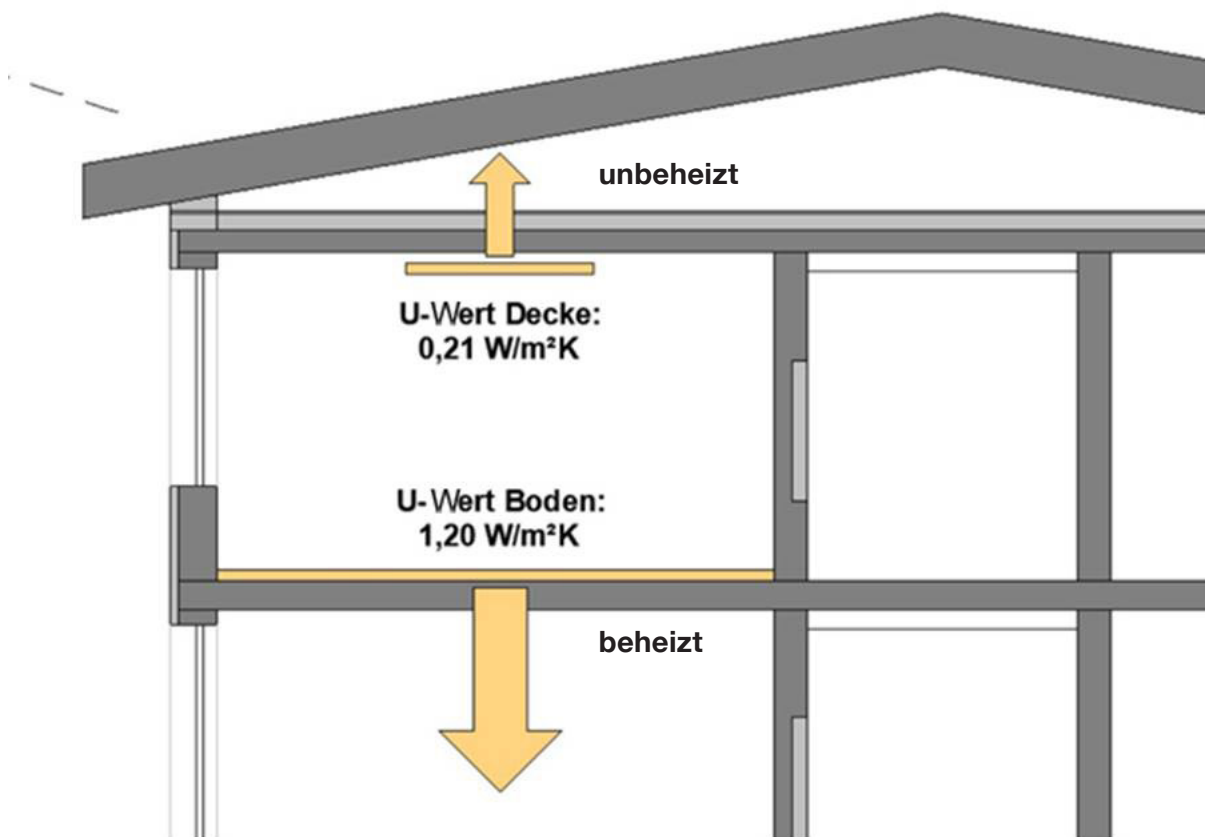 unbeheizt
U-Wert Decke:
0,21 W/m²K
U-Wert Boden:
1,20 W/m²K
beheizt